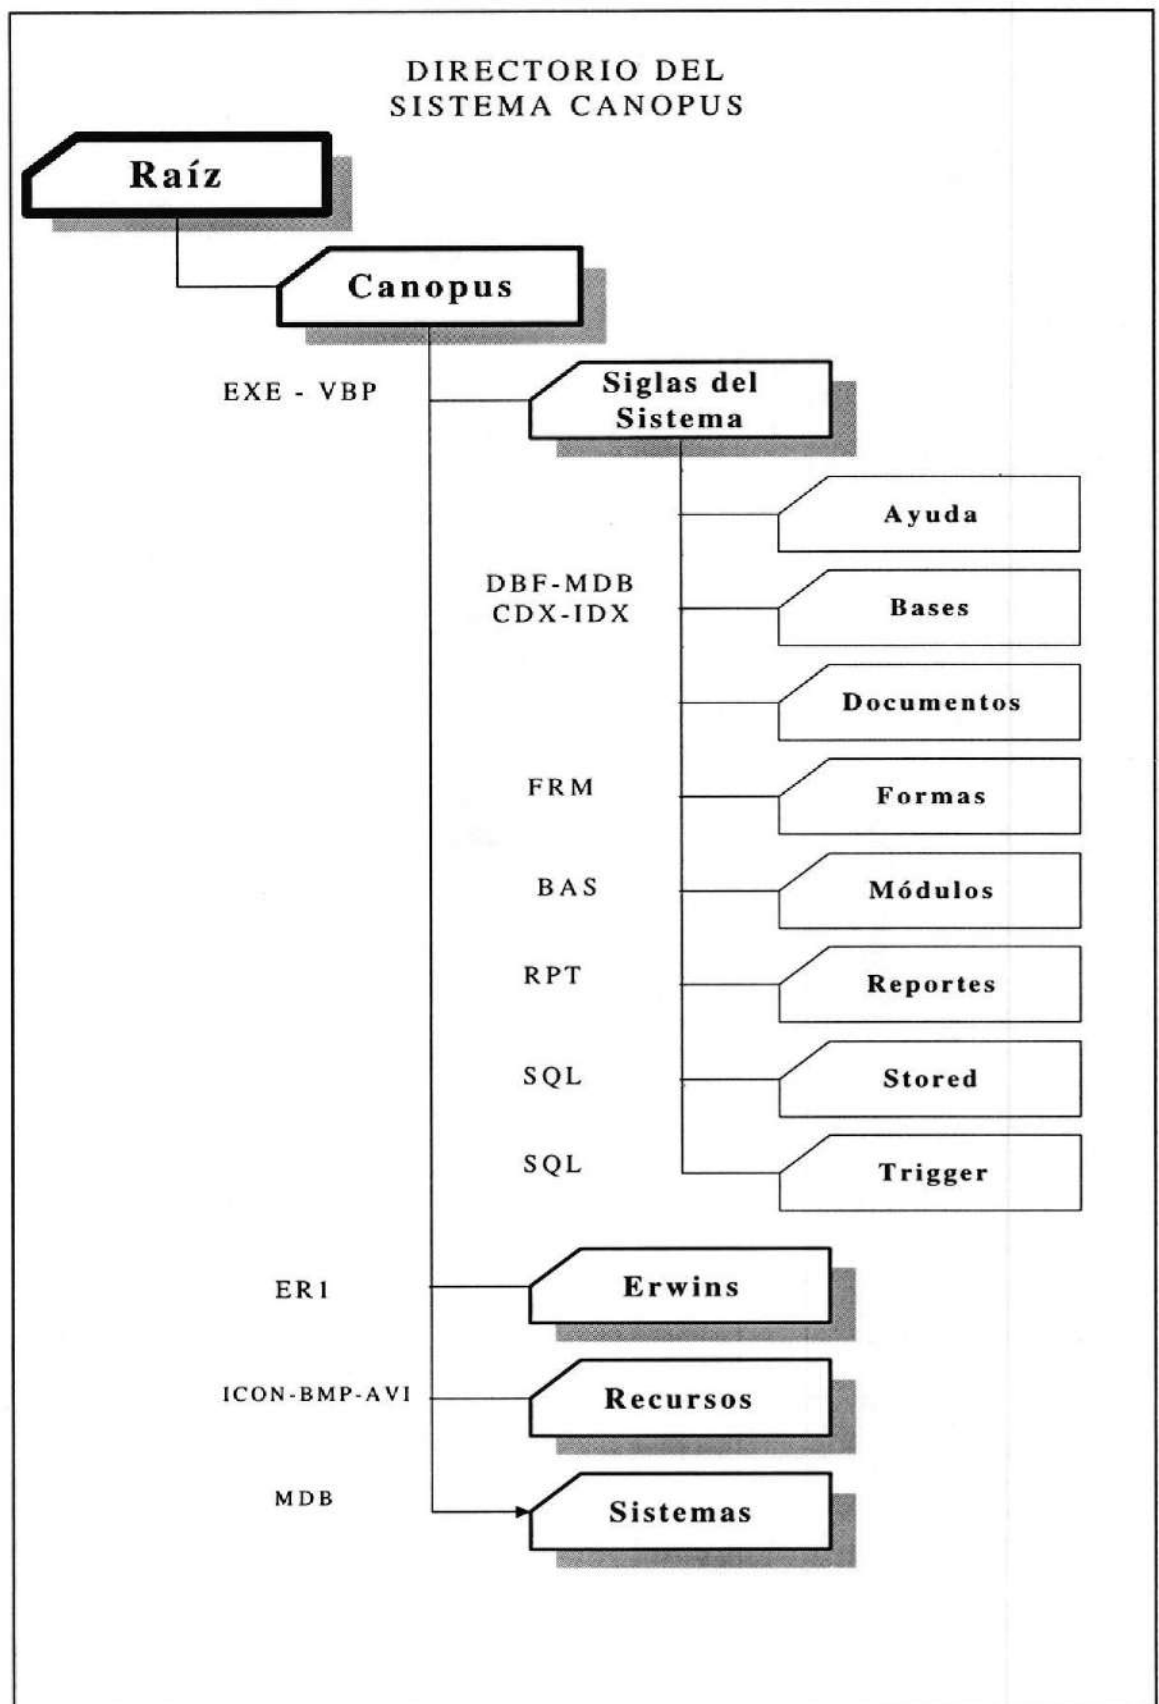 DIRECTORIO DEL
SISTEMA CANOPUS
Raíz
Canopus
EXE - VBP
Siglas del
Sistema
Ayuda
DBF-MDB
CDX-IDX
Bases
Documentos
FRM
Formas
BAS
Módulos
RPT
Reportes
SQL
Stored
SQL
Trigger
ER1
Erwins
ICON-BMP-AVI
Recursos
MDB
Sistemas